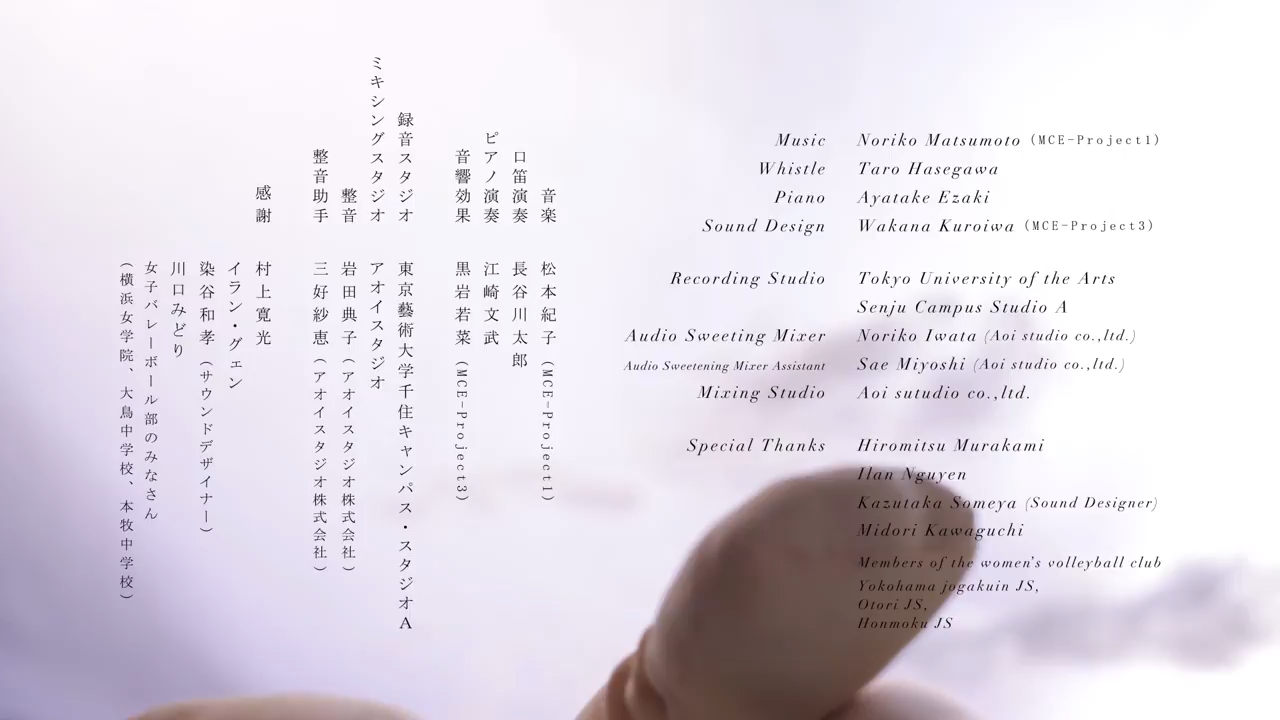 音楽　松本紀子（MCE-Project1）
口笛演奏　長谷川太郎
ピアノ演奏　江崎文武
音響効果　黒岩若菜（MCE-Project3）
録音スタジオ　東京藝術大学千住キャンパス・スタジオA
ミキシングスタジオ　アオイスタジオ
整音　岩田典子（アオイスタジオ株式会社）
整音助手　三好紗恵（アオイスタジオ株式会社）
感謝　村上寛光
イラン・グェン
染谷和孝（サウンドデザイナー）
川口みどり
女子バレーボール部のみなさん
（横浜女学院、大鳥中学校、本牧中学校）
Music Noriko Matsumoto (MCE-Project1)
Whistle Taro Hasegawa
Piano Ayatake Ezaki
Sound Design Wakana Kuroiwa (MCE-Project3)
Recording Studio Tokyo University of the Arts
Senju Campus Studio A
Audio Sweeting Mixer Noriko Iwata (Aoi studio co.,ltd.)
Audio Sweetening Mixer Assistant Sae Miyoshi (Aoi studio co.,ltd.)
Mixing Studio Aoi sutudio co.,ltd.
Special Thanks Hiromitsu Murakami
Ilan Nguyen
Kazutaka Someya (Sound Designer)
Midori Kawaguchi
Members of the women's volleyball club
Yokohama jogakuin JS,
Otori JS,
Honmoku JS